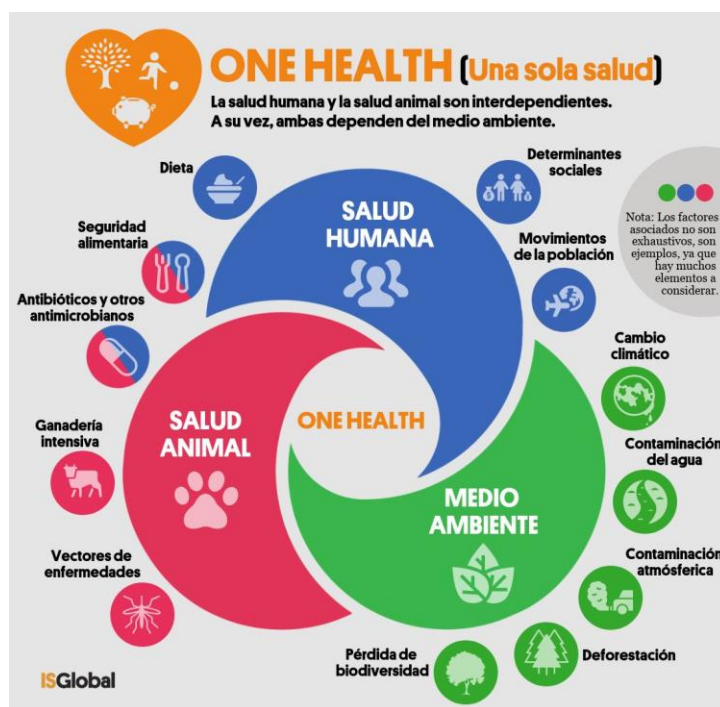 ONE HEALTH (Una sola salud)
La salud humana y la salud animal son interdependientes.
A su vez, ambas dependen del medio ambiente.
Dieta
Determinantes
sociales
SALUD
HUMANA
Seguridad
alimentaria
Movimientos
de la población
Nota: Los factores
asociados no son
exhaustivos, son
ejemplos, ya que
hay muchos
elementos a
considerar.
Antibióticos y otros
antimicrobianos
Cambio
climático
SALUD
ANIMAL
ONE HEALTH
Ganadería
intensiva
Contaminación
del agua
MEDIO
AMBIENTE
Vectores de
enfermedades
Contaminación
atmósferica
Pérdida de
biodiversidad
Deforestación
ISGlobal